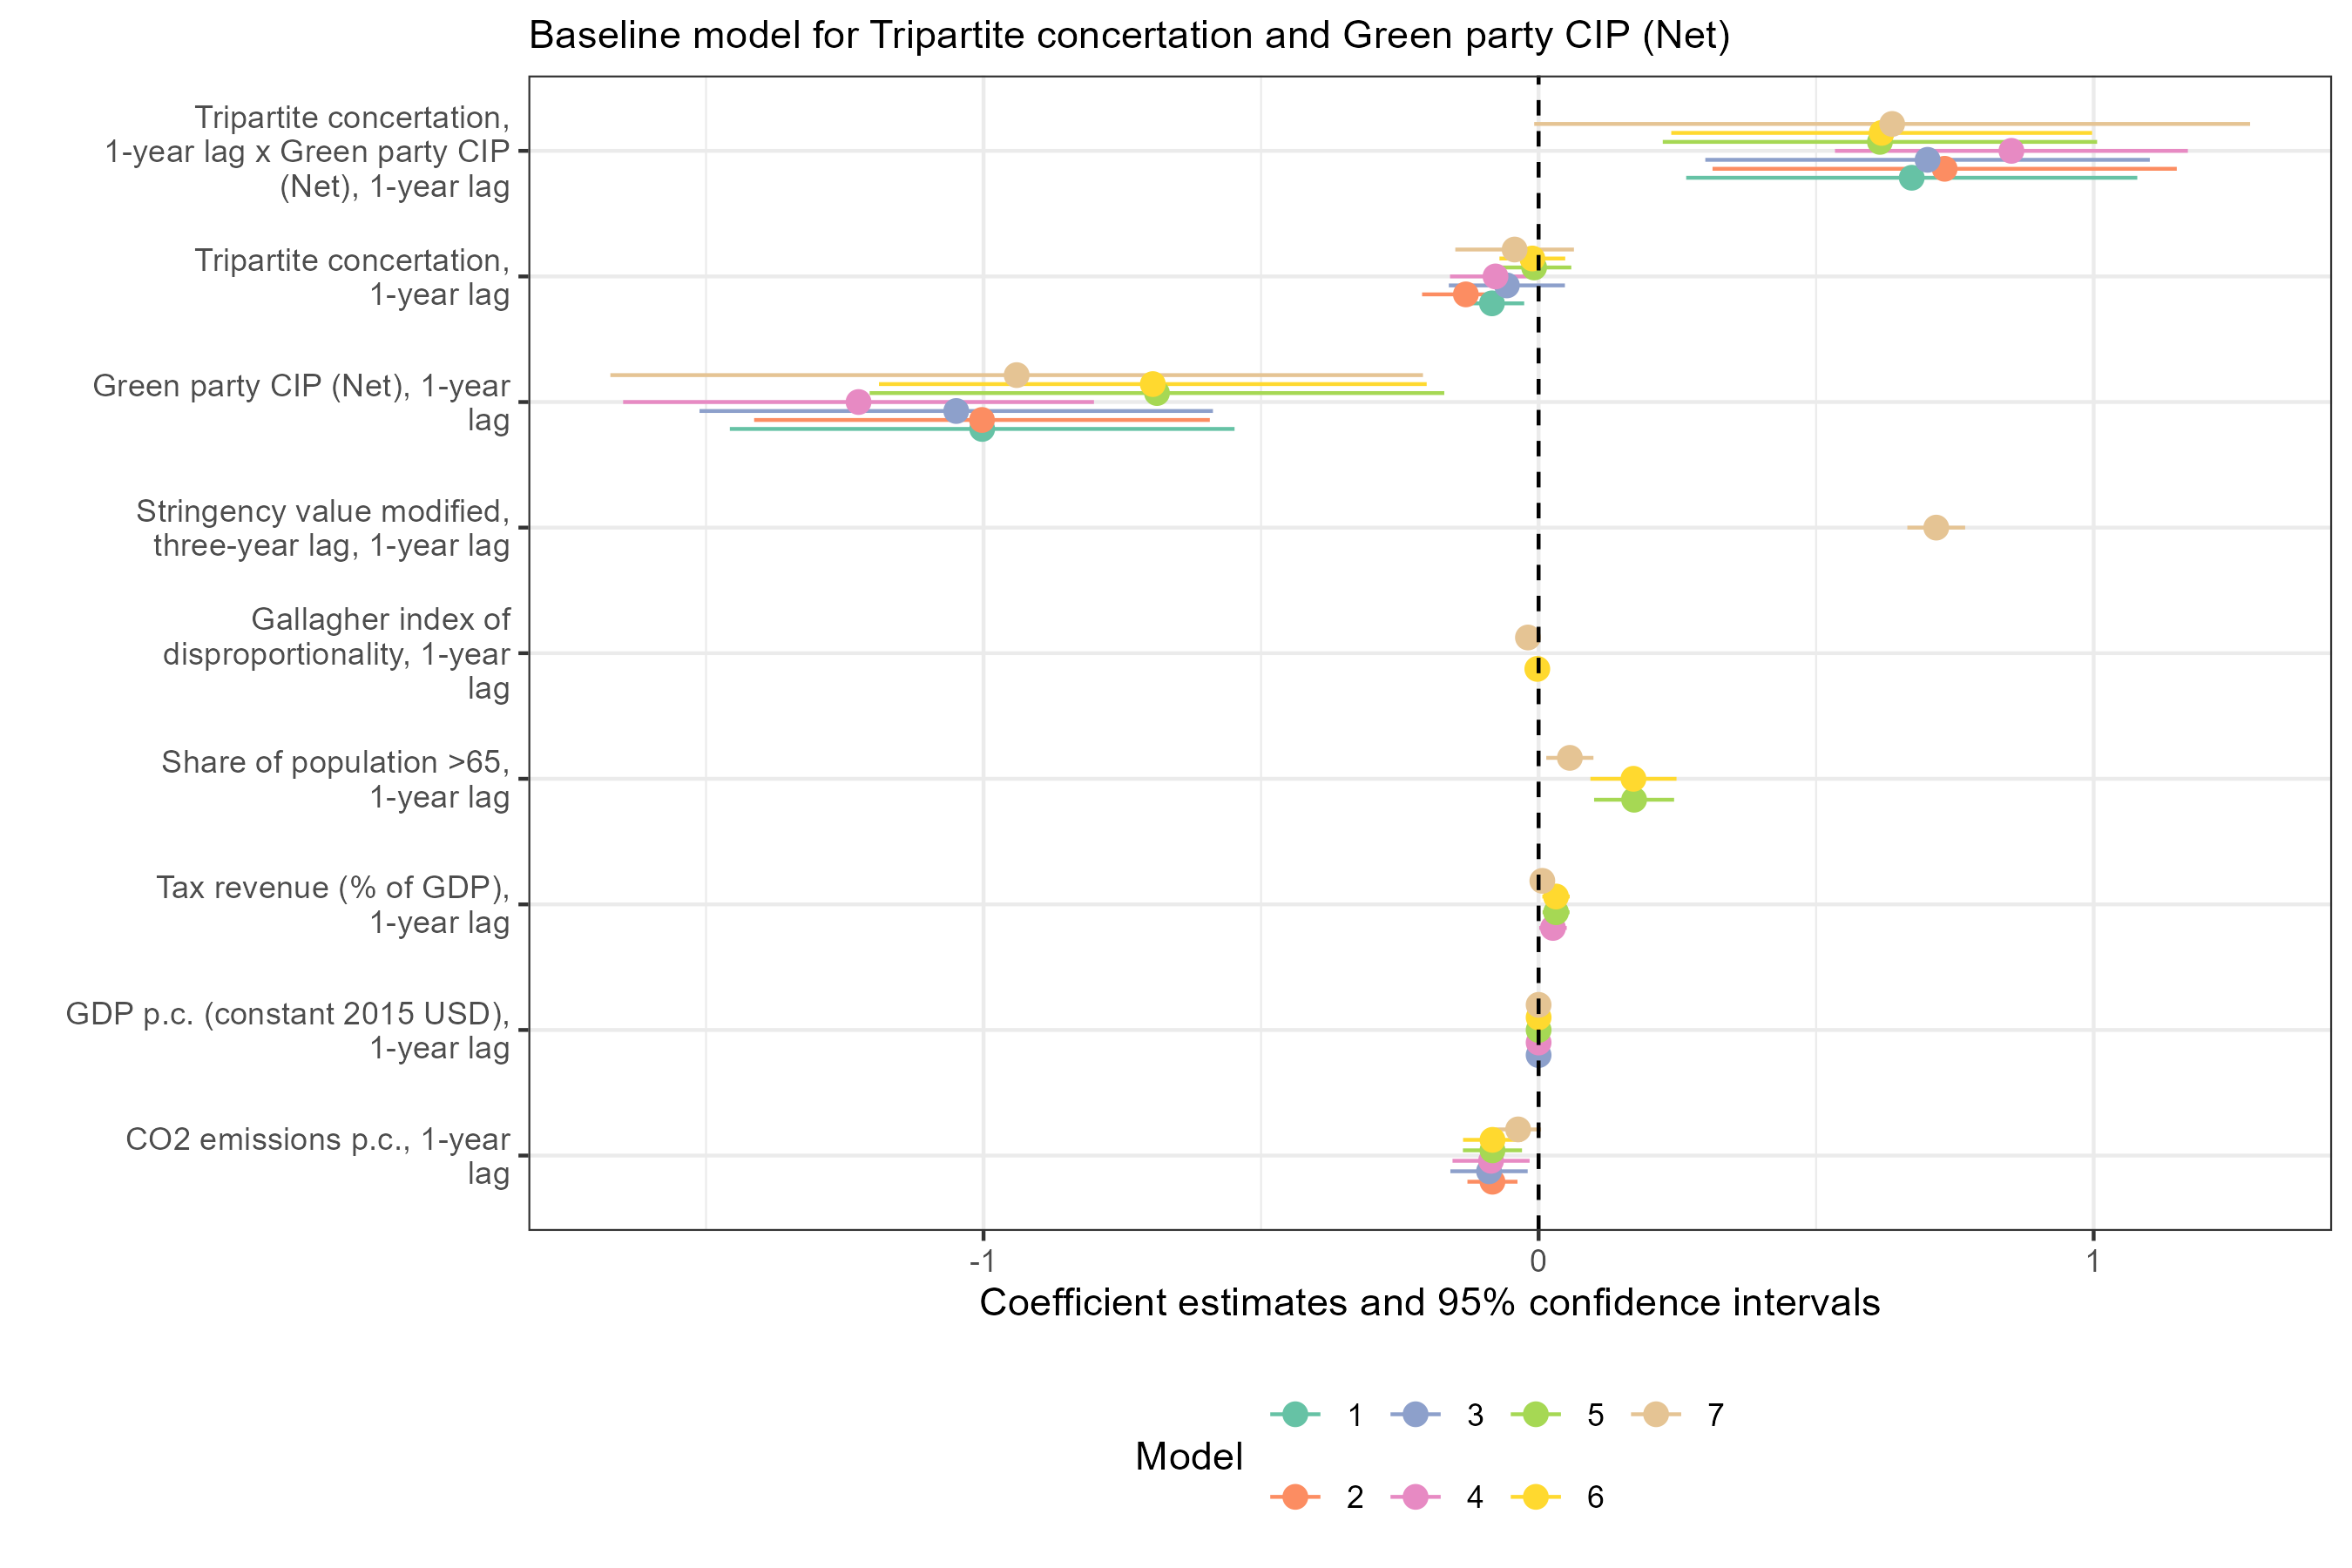 Baseline model for Tripartite concertation and Green party CIP (Net)
Tripartite concertation,
1-year lag x Green party CIP
(Net), 1-year lag
Tripartite concertation,
1-year lag
Green party CIP (Net), 1-year
lag
Stringency value modified,
three-year lag, 1-year lag
Gallagher index of
disproportionality, 1-year
lag
Share of population >65,
1-year lag
Tax revenue (% of GDP),
1-year lag
GDP p.c. (constant 2015 USD),
1-year lag
CO2 emissions p.c., 1-year
lag
-1 0 1
Coefficient estimates and 95% confidence intervals
Model
1 3 5 7
2 4 6